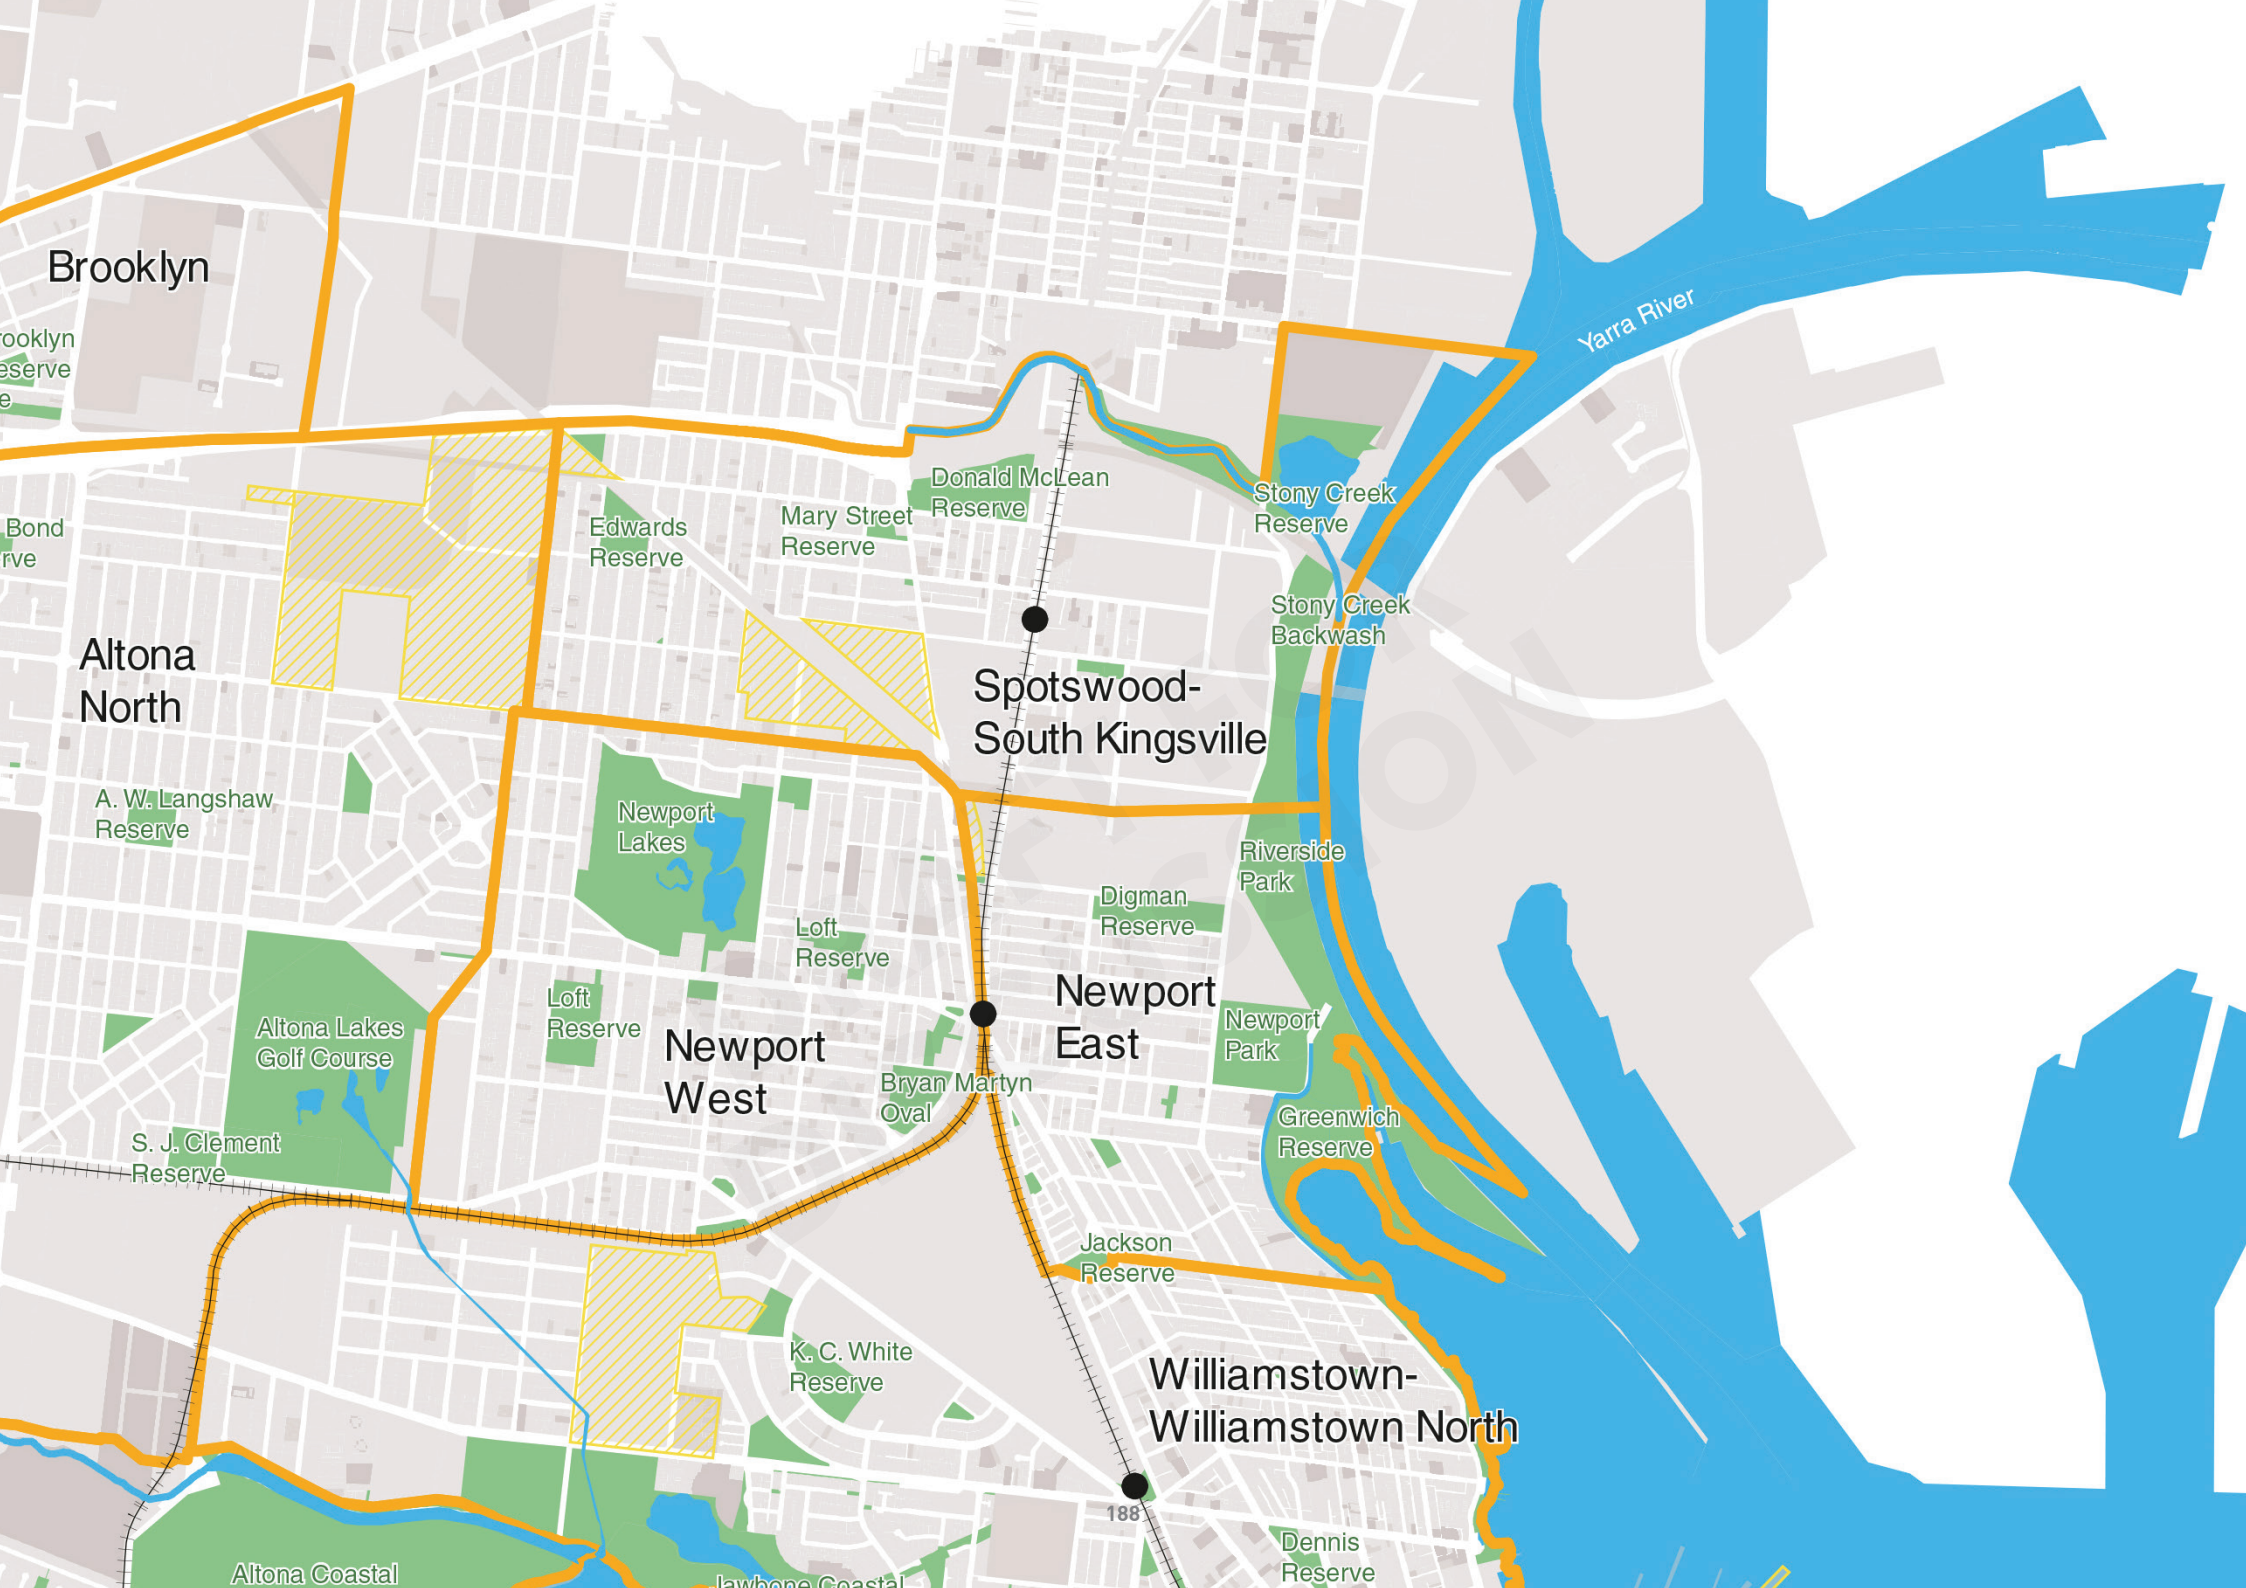 Yarra River
Brooklyn
rooklyn
eserve
e
Donald McLean
Reserve
Stony Creek
Reserve
Bond
rve
Edwards
Reserve
Mary Street
Reserve
Stony Creek
Backwash
Altona
North
Spotswood-
South Kingsville
A. W. Langshaw
Reserve
Newport
Lakes
Riverside
Park
Digman
Reserve
Loft
Reserve
Loft
Reserve
Newport
East
Newport
Park
Altona Lakes
Golf Course
Newport
West
Bryan Martyn
Oval
Greenwich
Reserve
S. J. Clement
Reserve
Jackson
Reserve
K. C. White
Reserve
Williamstown-
Williamstown North
188
Dennis
Reserve
Altona Coastal
Jawbone Coastal